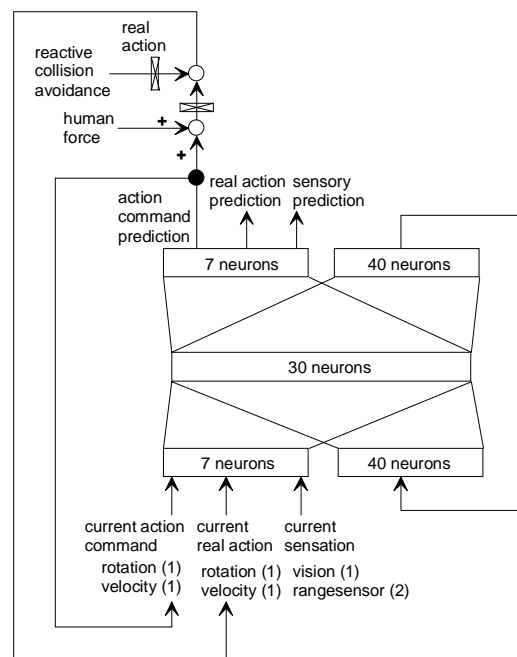 real
action
reactive
collision
avoidance
human
force
+
+
action
command
prediction
real action
prediction
sensory
prediction
7 neurons
40 neurons
30 neurons
7 neurons
40 neurons
current action
command
rotation (1)
velocity (1)
current
real action
rotation (1)
velocity (1)
current
sensation
vision (1)
rangesensor (2)